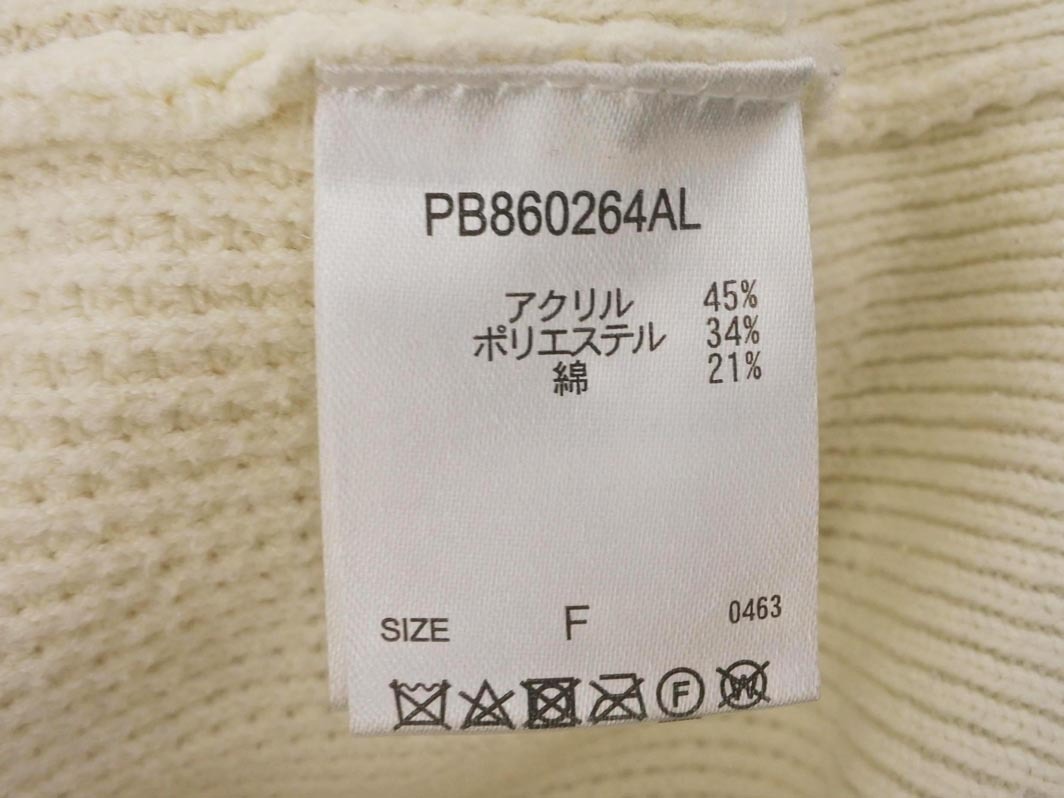 PB860264AL
アクリル 45%
ポリエステル 34%
綿 21%
SIZE F 0463
F W